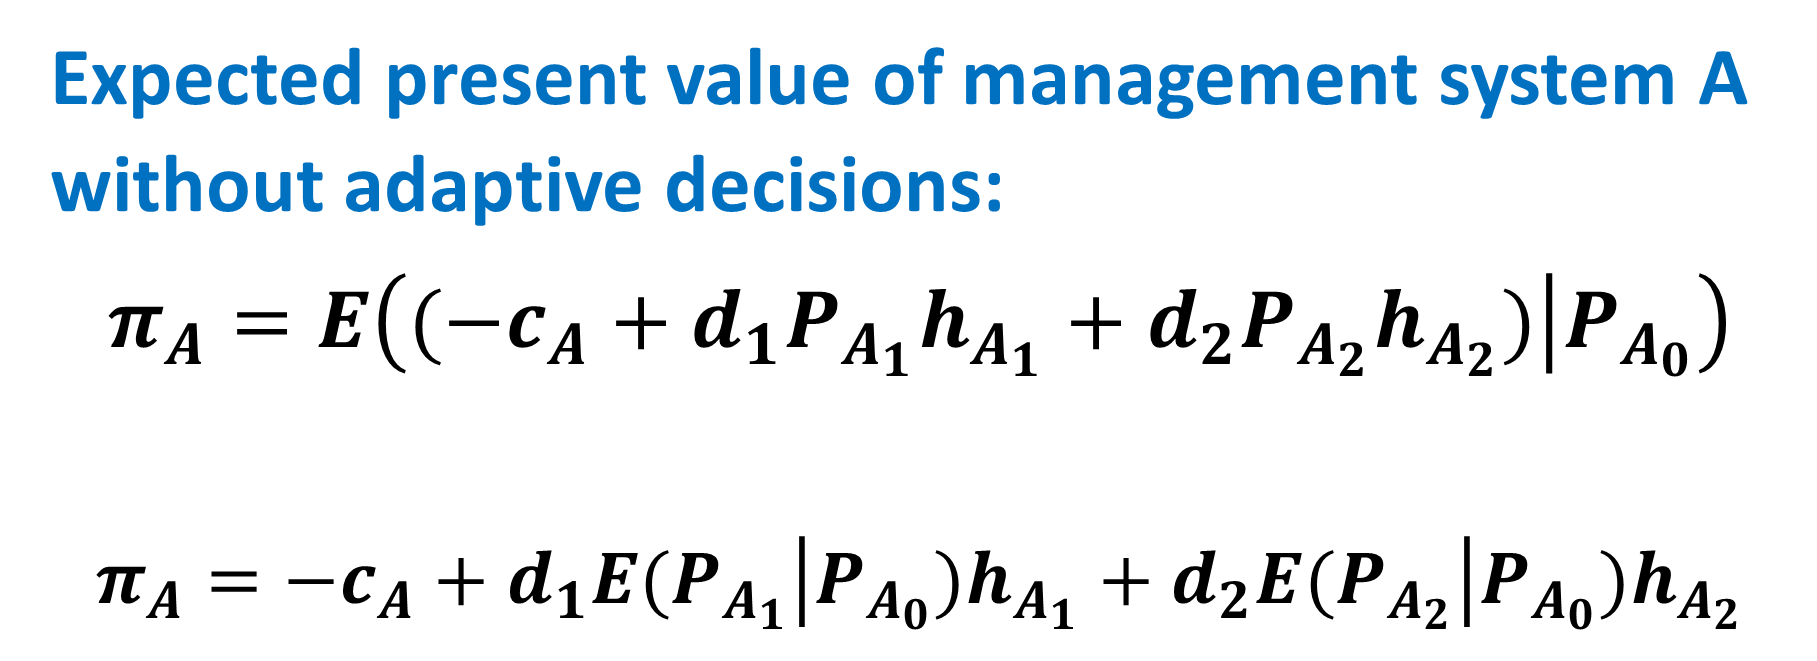 Expected present value of management system A
without adaptive decisions:
π_A = E((−c_A + d_1 P_{A_1} h_{A_1} + d_2 P_{A_2} h_{A_2})|P_{A_0})
π_A = −c_A + d_1 E(P_{A_1}|P_{A_0})h_{A_1} + d_2 E(P_{A_2}|P_{A_0})h_{A_2}